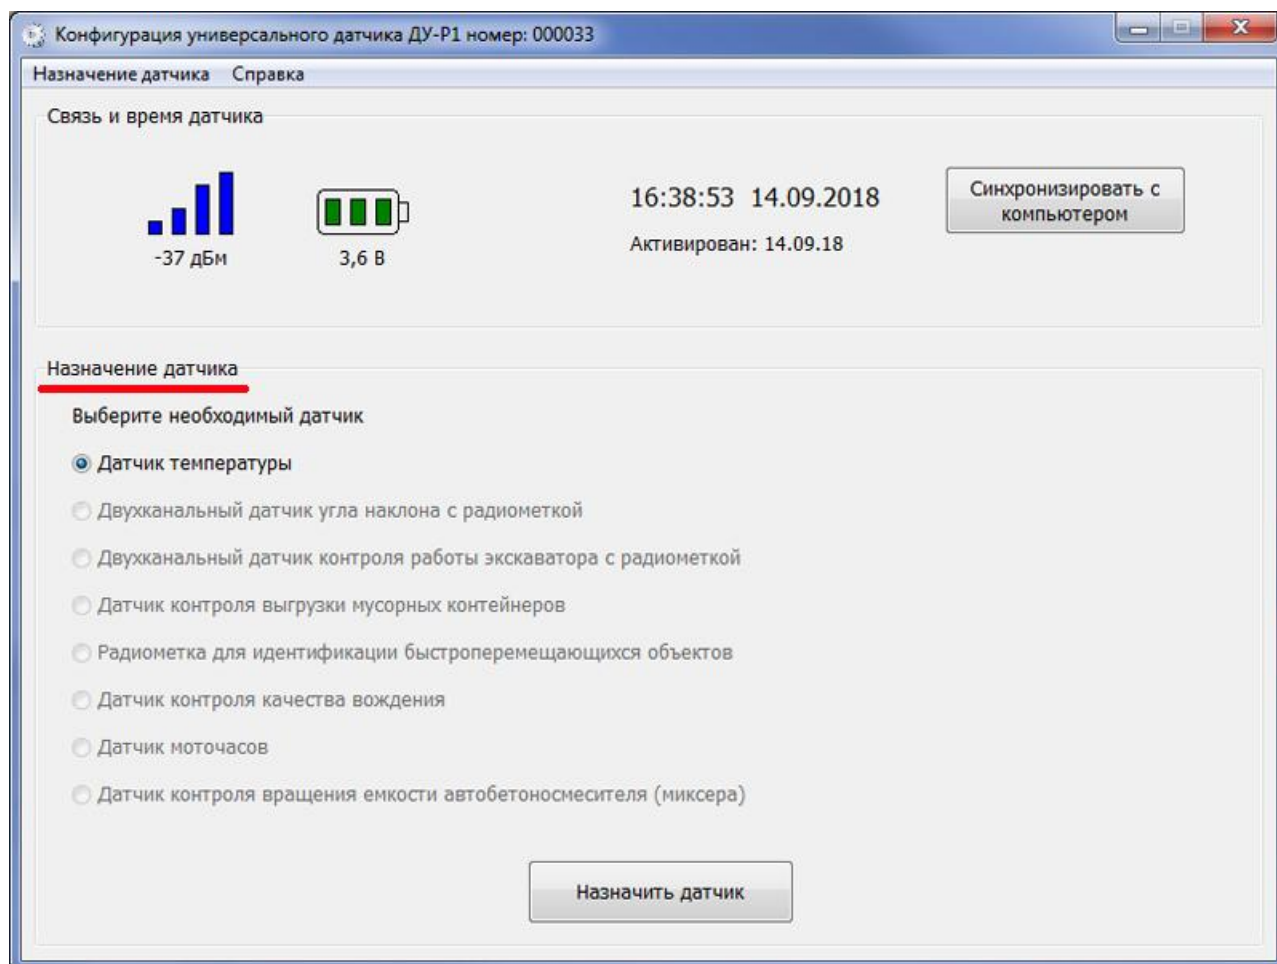 Конфигурация универсального датчика ДУ-Р1 номер: 000033
Назначение датчика Справка
Связь и время датчика
16:38:53 14.09.2018
Синхронизировать с
компьютером
-37 дБм
3,6 В
Активирован: 14.09.18
Назначение датчика
Выберите необходимый датчик
Датчик температуры
Двухканальный датчик угла наклона с радиометкой
Двухканальный датчик контроля работы экскаватора с радиометкой
Датчик контроля выгрузки мусорных контейнеров
Радиометка для идентификации быстроперемещающихся объектов
Датчик контроля качества вождения
Датчик моточасов
Датчик контроля вращения емкости автобетоносмесителя (миксера)
Назначить датчик